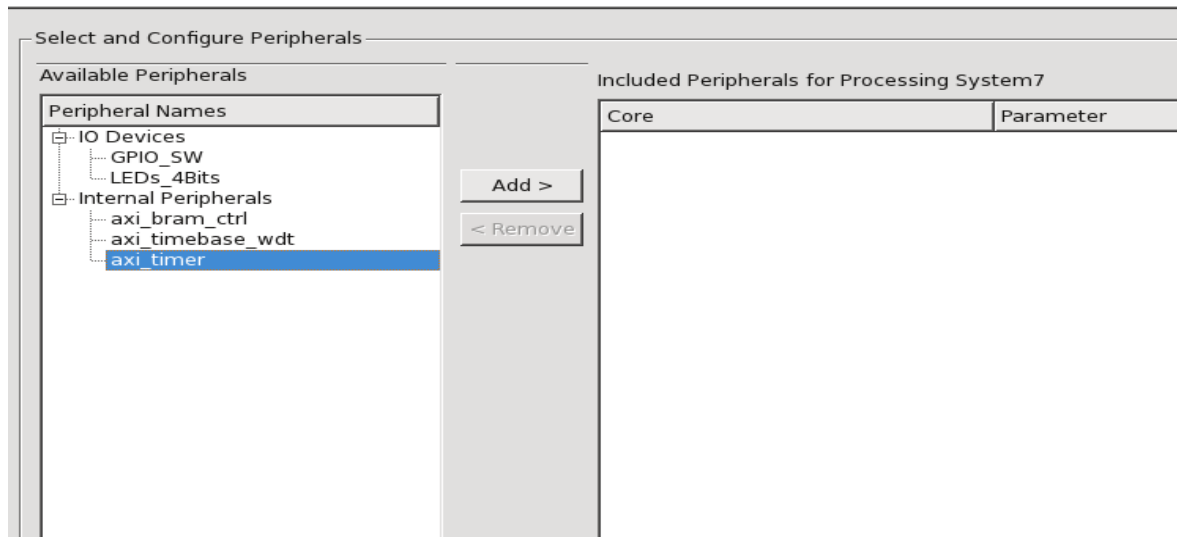 Select and Configure Peripherals
Available Peripherals
Peripheral Names
IO Devices
GPIO_SW
LEDs_4Bits
Internal Peripherals
axi_bram_ctrl
axi_timebase_wdt
axi_timer
Add >
< Remove
Included Peripherals for Processing System7
Core Parameter